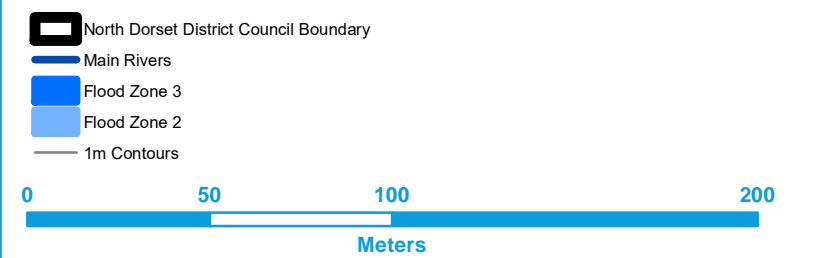 North Dorset District Council Boundary
Main Rivers
Flood Zone 3
Flood Zone 2
1m Contours
0 50 100 200
Meters